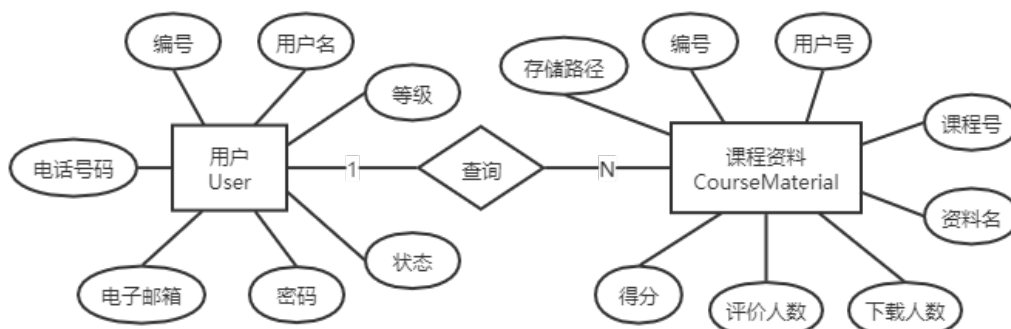 编号
用户名
等级
电话号码
用户
User
电子邮箱
密码
状态
1
查询
N
存储路径
编号
用户号
课程号
课程资料
CourseMaterial
资料名
得分
评价人数
下载人数